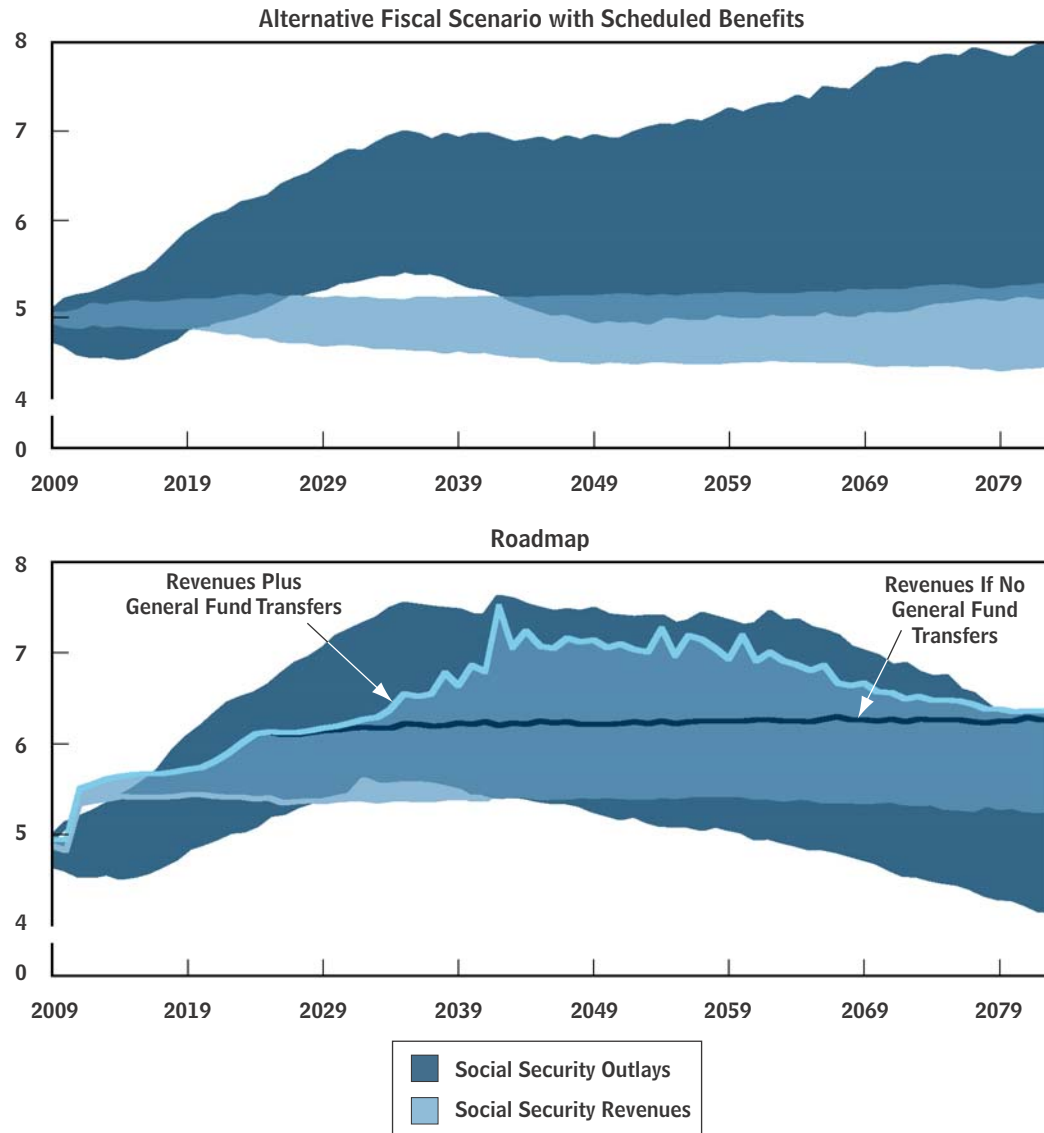 Alternative Fiscal Scenario with Scheduled Benefits
8
7
6
5
4
0
2009 2019 2029 2039 2049 2059 2069 2079
Roadmap
8
Revenues Plus
General Fund Transfers
Revenues If No
General Fund
Transfers
7
6
5
4
0
2009 2019 2029 2039 2049 2059 2069 2079
Social Security Outlays
Social Security Revenues